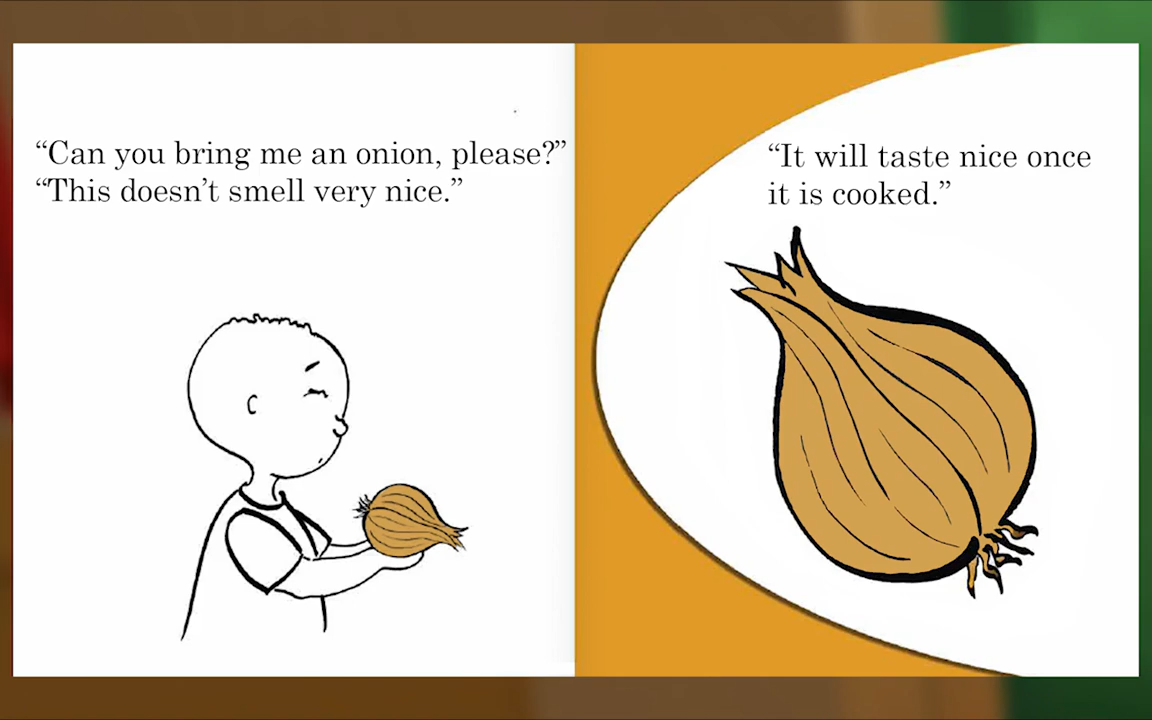 “Can you bring me an onion, please?”
“This doesn’t smell very nice.”
“It will taste nice once
it is cooked.”